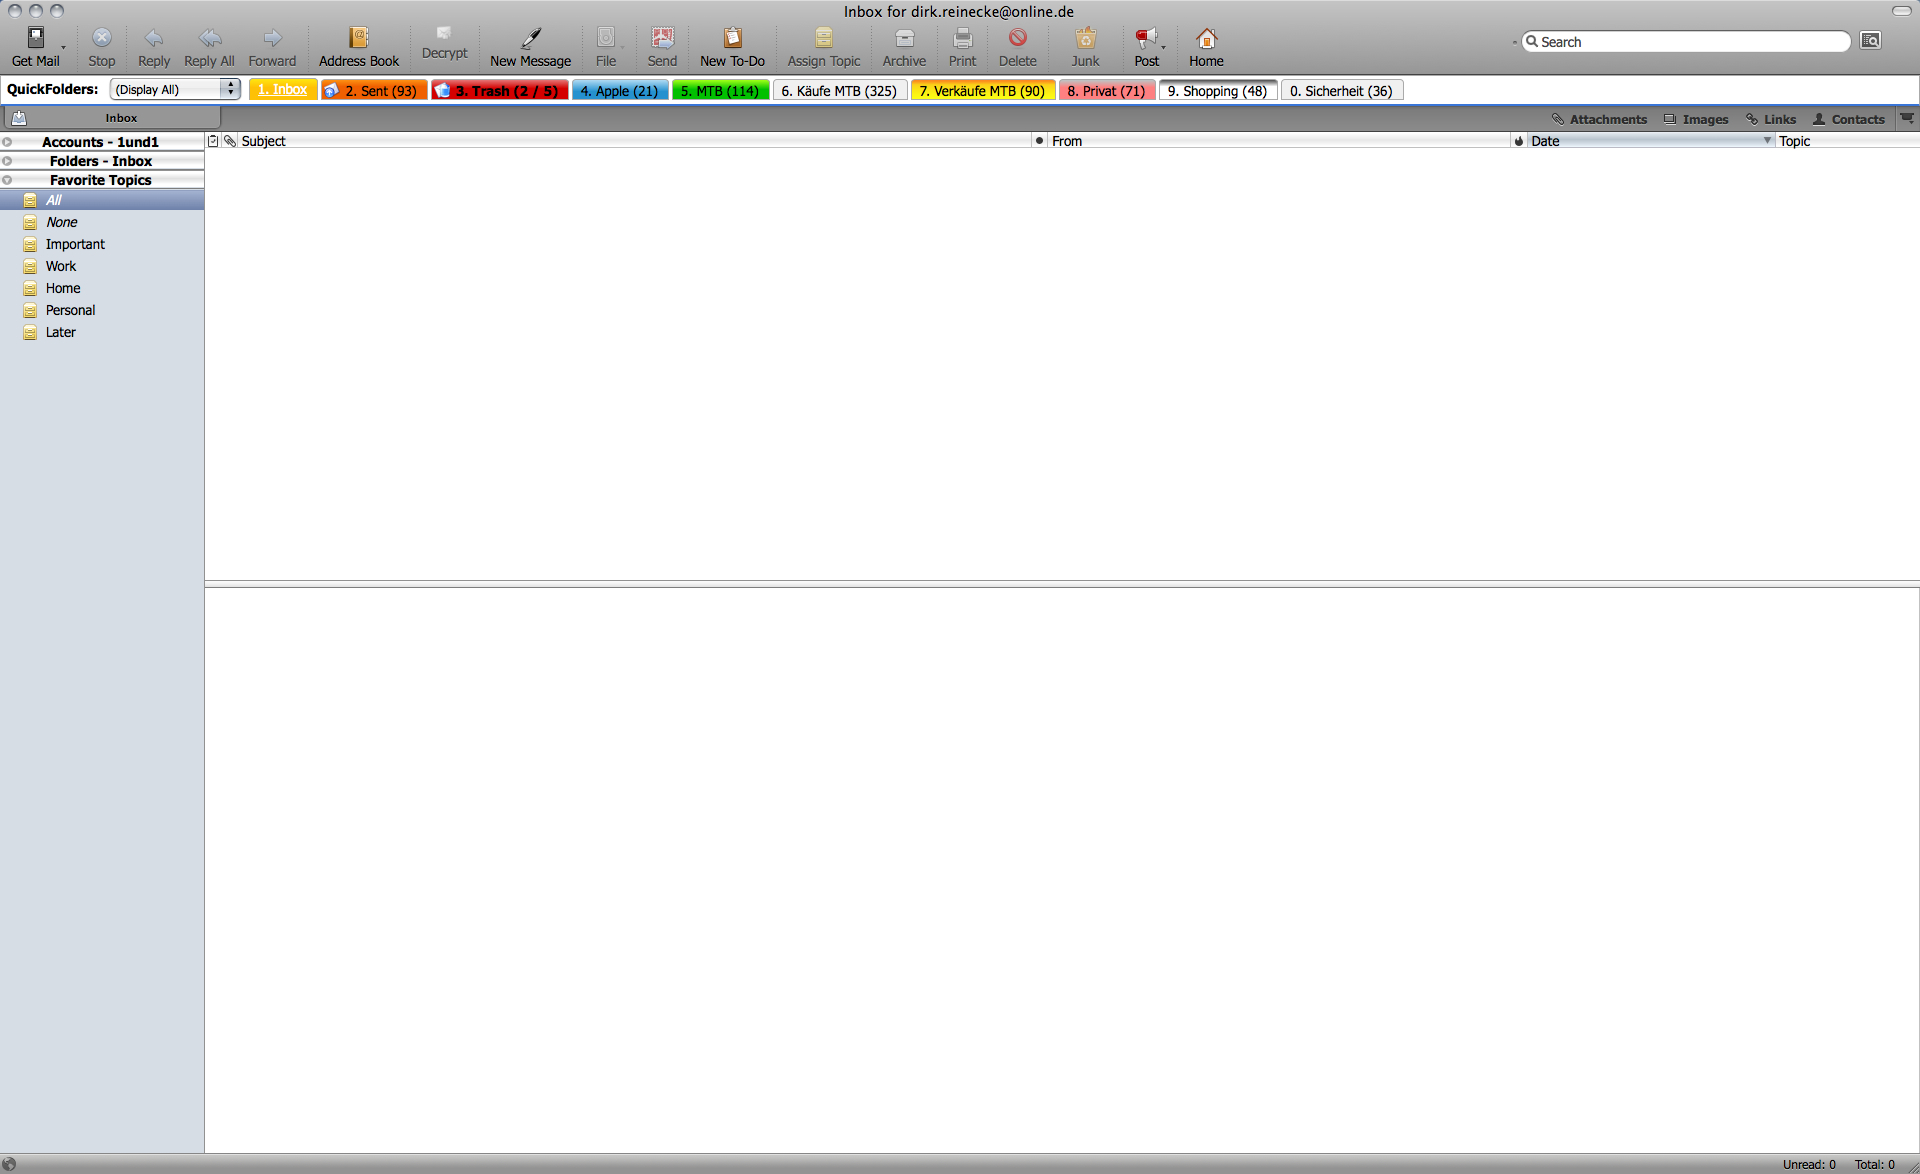 Inbox for dirk.reinecke@online.de
Get Mail Stop Reply Reply All Forward Address Book Decrypt New Message File Send New To-Do Assign Topic Archive Print Delete Junk Post Home Search
QuickFolders: (Display All) 1. Inbox 2. Sent (93) 3. Trash (2 / 5) 4. Apple (21) 5. MTB (114) 6. Käufe MTB (325) 7. Verkäufe MTB (90) 8. Privat (71) 9. Shopping (48) 0. Sicherheit (36)
Inbox Attachments Images Links Contacts
Accounts - 1und1
Subject From Date Topic
Folders - Inbox
Favorite Topics
All
None
Important
Work
Home
Personal
Later
Unread: 0 Total: 0